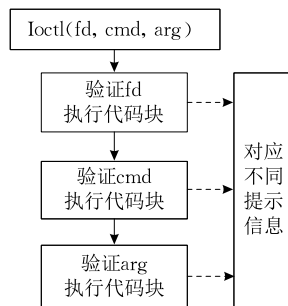 Ioctl(fd, cmd, arg)
验证fd
执行代码块
验证cmd
执行代码块
验证arg
执行代码块
对应
不同
提示
信息